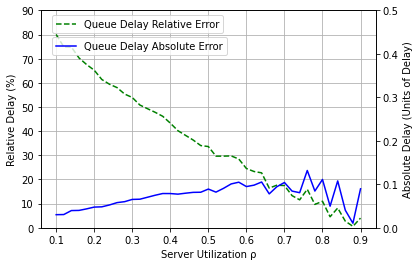 Queue Delay Relative Error
Queue Delay Absolute Error
Relative Delay (%)
90
80
70
60
50
40
30
20
10
0
0.1 0.2 0.3 0.4 0.5 0.6 0.7 0.8 0.9
Server Utilization ρ
0.5
0.4
0.3
0.2
0.1
0.0
Absolute Delay (Units of Delay)